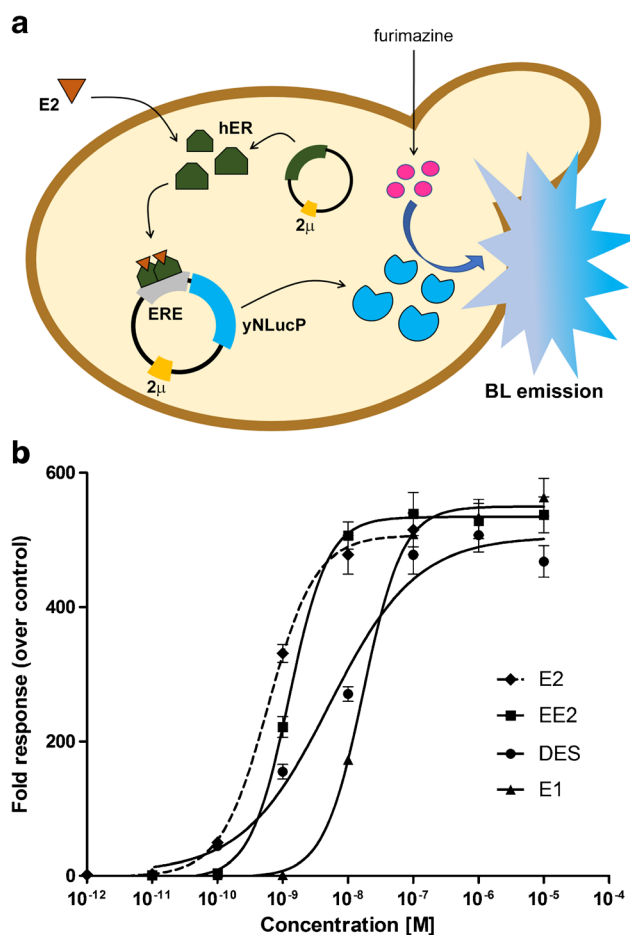 a
furimazine
E2
hER
2μ
ERE
yNLucP
2μ
BL emission
b
Fold response (over control)
600
400
200
0
E2
EE2
DES
E1
10-12 10-11 10-10 10-9 10-8 10-7 10-6 10-5 10-4
Concentration [M]